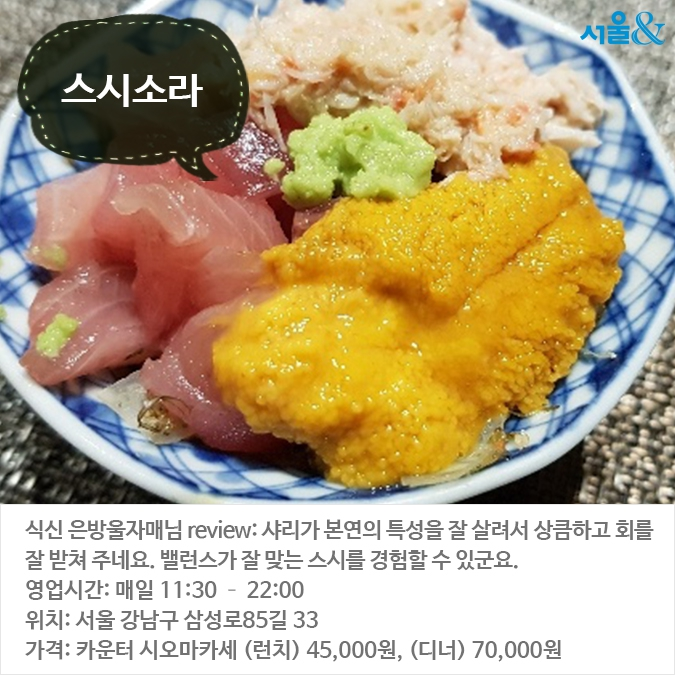 서울&
스시소라
식신 은방울자매님 review: 샤리가 본연의 특성을 잘 살려서 상큼하고 회를
잘 받쳐 주네요. 밸런스가 잘 맞는 스시를 경험할 수 있군요.
영업시간: 매일 11:30 - 22:00
위치: 서울 강남구 삼성로85길 33
가격: 카운터 시오마카세 (런치) 45,000원, (디너) 70,000원